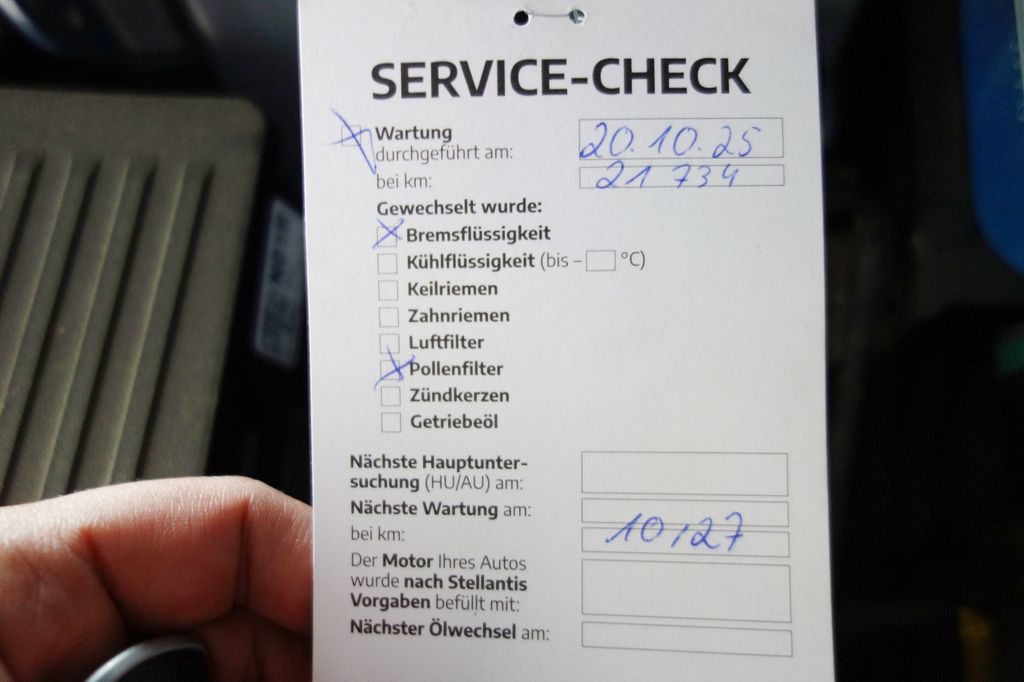 SERVICE-CHECK
Wartung
durchgeführt am: 20.10.25
bei km: 21 734
Gewechselt wurde:
Bremsflüssigkeit
Kühlflüssigkeit (bis – °C)
Keilriemen
Zahnriemen
Luftfilter
Pollenfilter
Zündkerzen
Getriebeöl
Nächste Hauptunter-
suchung (HU/AU) am:
Nächste Wartung am:
bei km: 10/27
Der Motor Ihres Autos
wurde nach Stellantis
Vorgaben befüllt mit:
Nächster Ölwechsel am: